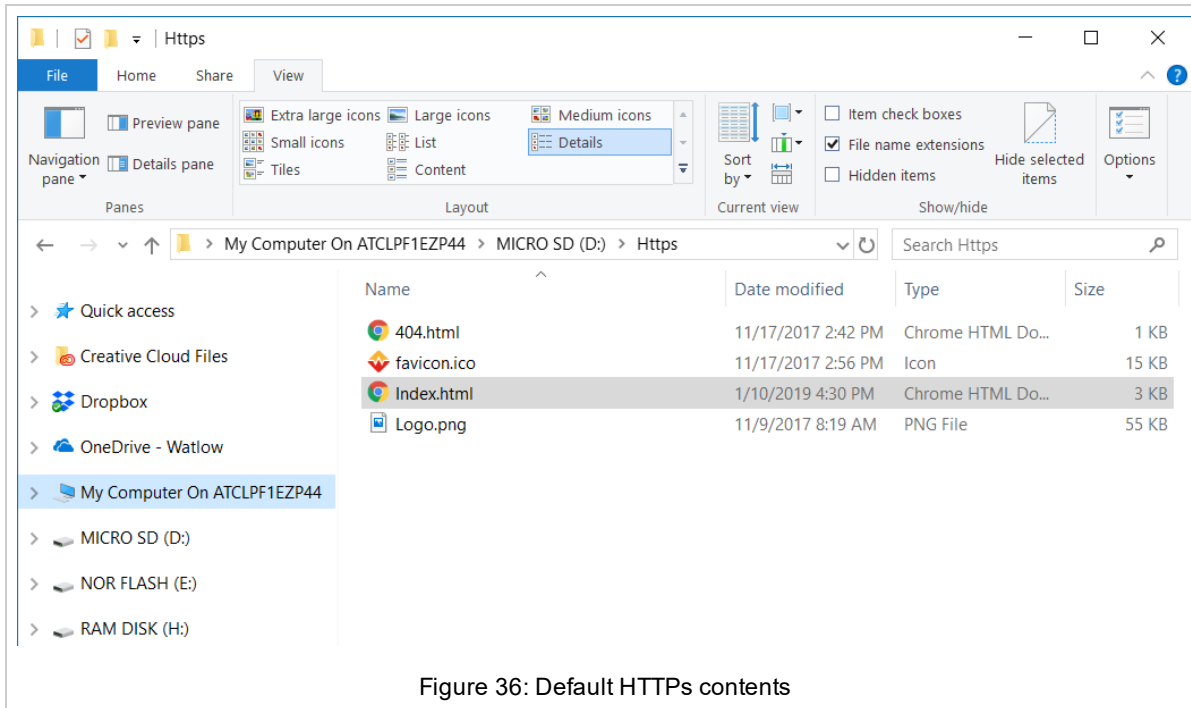 Https
File Home Share View
?
Extra large icons Large icons Medium icons
Preview pane
Small icons List Details
Navigation pane
Details pane
Tiles Content
Sort by
Item check boxes
File name extensions
Hidden items
Hide selected items
Options
Panes Layout Current view Show/hide
My Computer On ATCLPF1EZP44 > MICRO SD (D:) > Https
Search Https
Name Date modified Type Size
Quick access
Creative Cloud Files
Dropbox
OneDrive - Watlow
My Computer On ATCLPF1EZP44
MICRO SD (D:)
NOR FLASH (E:)
RAM DISK (H:)
404.html 11/17/2017 2:42 PM Chrome HTML Do... 1 KB
favicon.ico 11/17/2017 2:56 PM Icon 15 KB
Index.html 1/10/2019 4:30 PM Chrome HTML Do... 3 KB
Logo.png 11/9/2017 8:19 AM PNG File 55 KB
Figure 36: Default HTTPs contents